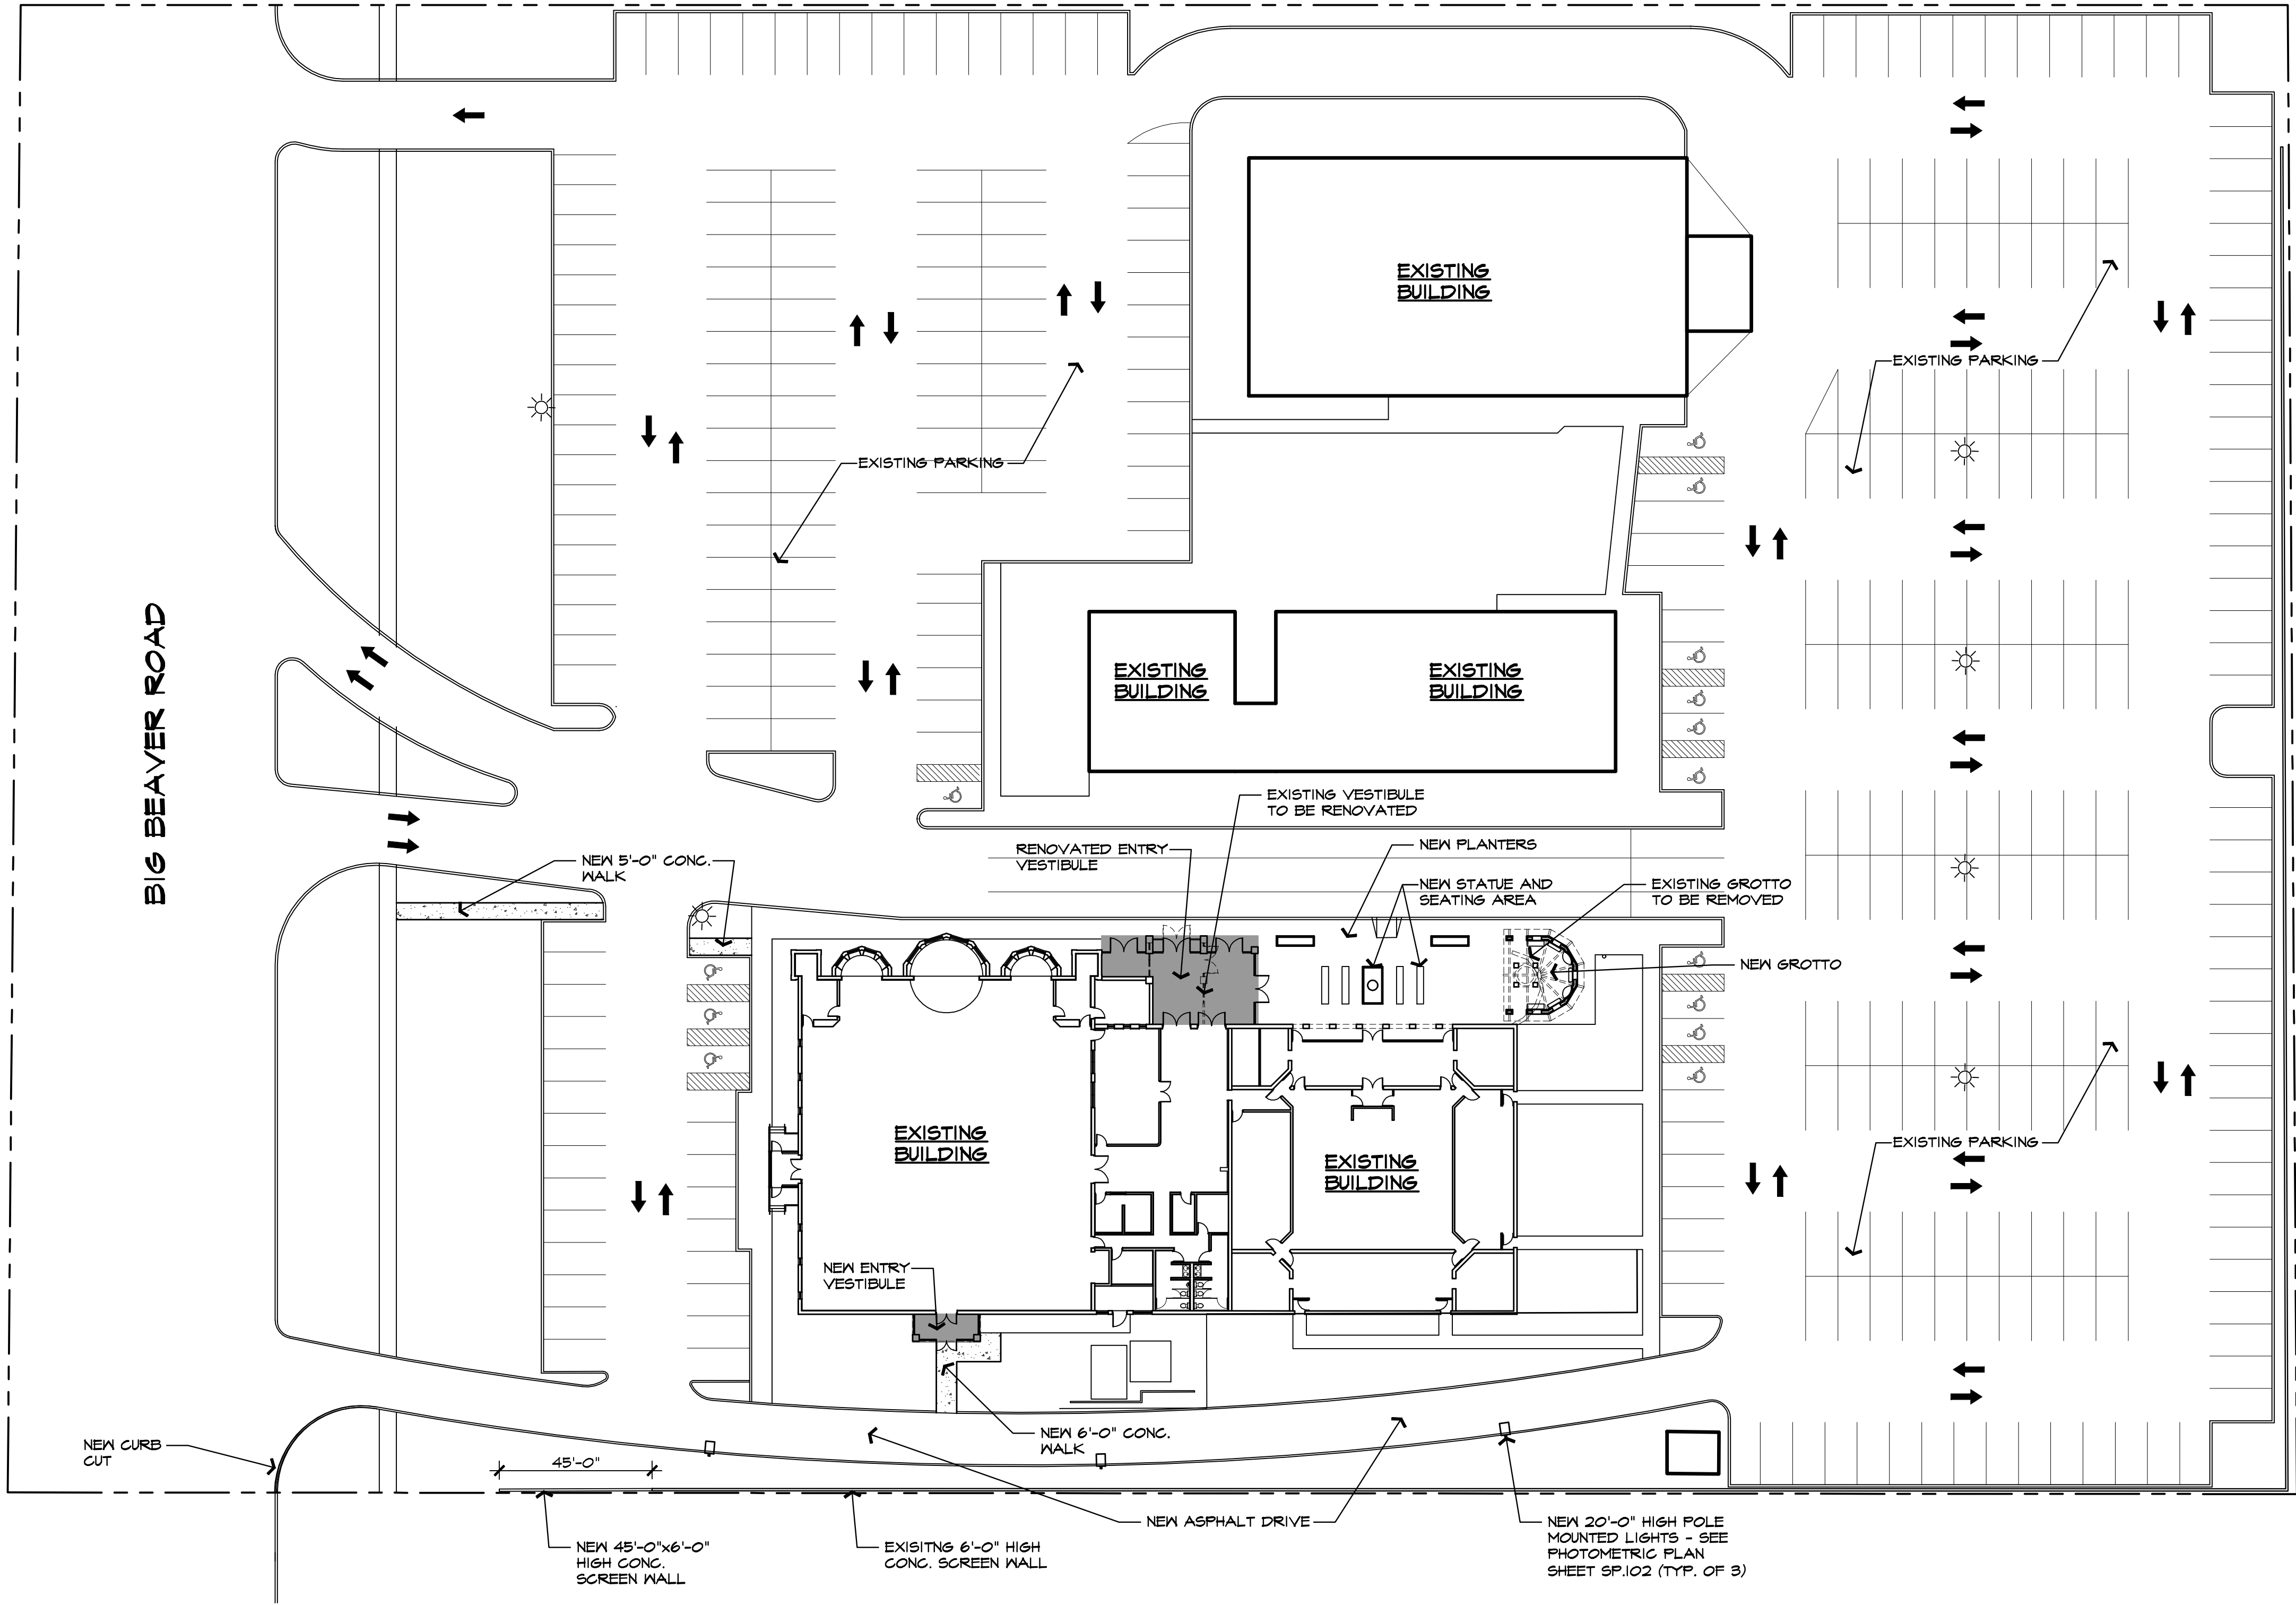 EXISTING
BUILDING
EXISTING PARKING
EXISTING PARKING
BIG BEAVER ROAD
EXISTING
BUILDING
EXISTING
BUILDING
EXISTING VESTIBULE
TO BE RENOVATED
RENOVATED ENTRY
VESTIBULE
NEW PLANTERS
NEW 5'-0" CONC.
WALK
NEW STATUE AND
SEATING AREA
EXISTING GROTTO
TO BE REMOVED
NEW GROTTO
EXISTING
BUILDING
EXISTING
BUILDING
EXISTING PARKING
NEW ENTRY
VESTIBULE
NEW CURB
CUT
45'-0"
NEW 6'-0" CONC.
WALK
NEW ASPHALT DRIVE
NEW 45'-0"x6'-0"
HIGH CONC.
SCREEN WALL
EXISITNG 6'-0" HIGH
CONC. SCREEN WALL
NEW 20'-0" HIGH POLE
MOUNTED LIGHTS - SEE
PHOTOMETRIC PLAN
SHEET SP.102 (TYP. OF 3)